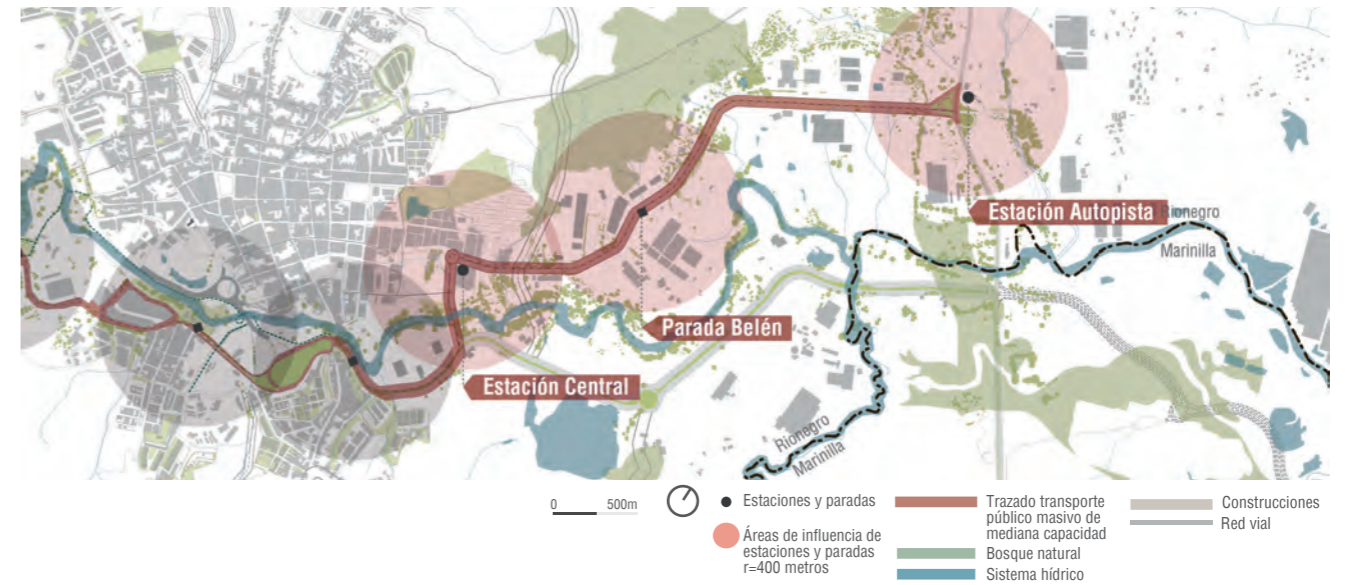 Estación Autopista
Rionegro
Marinilla
Parada Belén
Estación Central
Rionegro
Marinilla
0 500m
Estaciones y paradas
Áreas de influencia de
estaciones y paradas
r=400 metros
Trazado transporte
público masivo de
mediana capacidad
Bosque natural
Sistema hídrico
Construcciones
Red vial